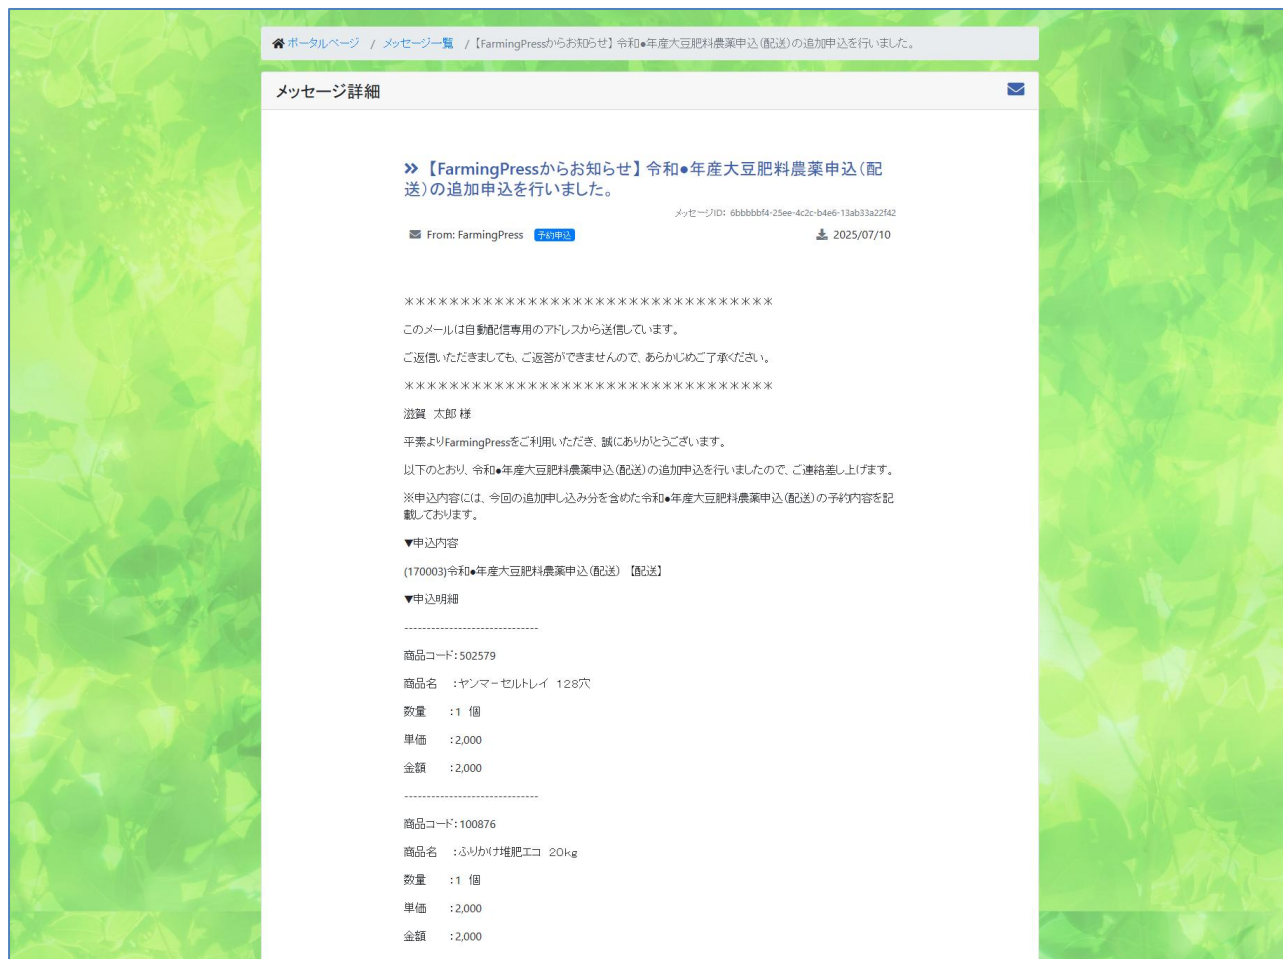 ポータルページ / メッセージ一覧 / 【FarmingPressからお知らせ】 令和●年産大豆肥料農薬申込(配送)の追加申込を行いました。
メッセージ詳細
【FarmingPressからお知らせ】 令和●年産大豆肥料農薬申込(配
送)の追加申込を行いました。
メッセージID: 6bbbbbf4-25ee-4c2c-b4e6-13ab33a22f42
From: FarmingPress 予約申込 2025/07/10
*********************************
このメールは自動配信専用のアドレスから送信しています。
ご返信いただきましても、ご返答ができませんので、あらかじめご了承ください。
*********************************
滋賀 太郎 様
平素よりFarmingPressをご利用いただき、誠にありがとうございます。
以下のとおり、令和●年産大豆肥料農薬申込(配送)の追加申込を行いましたので、ご連絡差し上げます。
※申込内容には、今回の追加申し込み分を含めた令和●年産大豆肥料農薬申込(配送)の予約内容を記
載しております。
▼申込内容
(170003)令和●年産大豆肥料農薬申込(配送) 【配送】
▼申込明細
------------------------------
商品コード:502579
商品名 :ヤンマーセルトレイ 128穴
数量 :1 個
単価 :2,000
金額 :2,000
------------------------------
商品コード:100876
商品名 :ふりかけ堆肥エコ 20kg
数量 :1 個
単価 :2,000
金額 :2,000